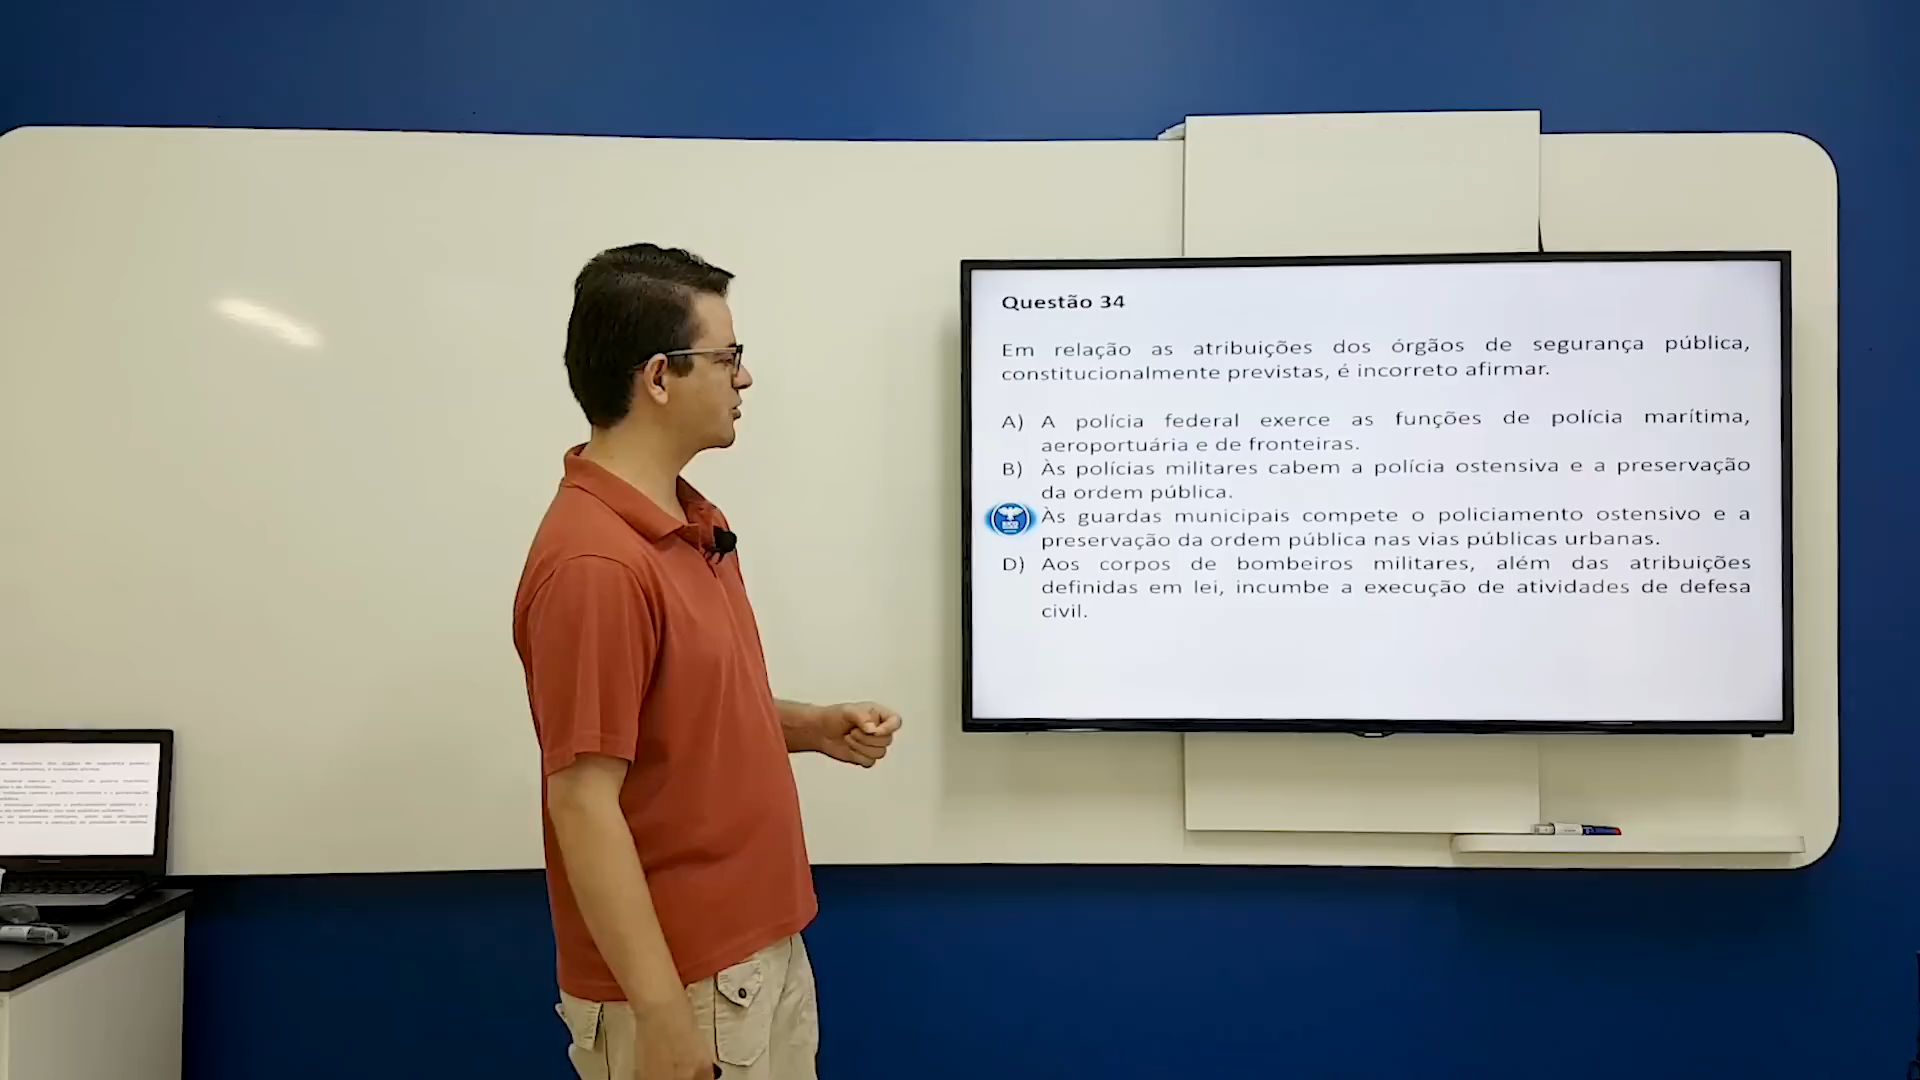 Questão 34
Em relação as atribuições dos órgãos de segurança pública,
constitucionalmente previstas, é incorreto afirmar.
A) A polícia federal exerce as funções de polícia marítima,
aeroportuária e de fronteiras.
B) Às polícias militares cabem a polícia ostensiva e a preservação
da ordem pública.
Às guardas municipais compete o policiamento ostensivo e a
preservação da ordem pública nas vias públicas urbanas.
D) Aos corpos de bombeiros militares, além das atribuições
definidas em lei, incumbe a execução de atividades de defesa
civil.